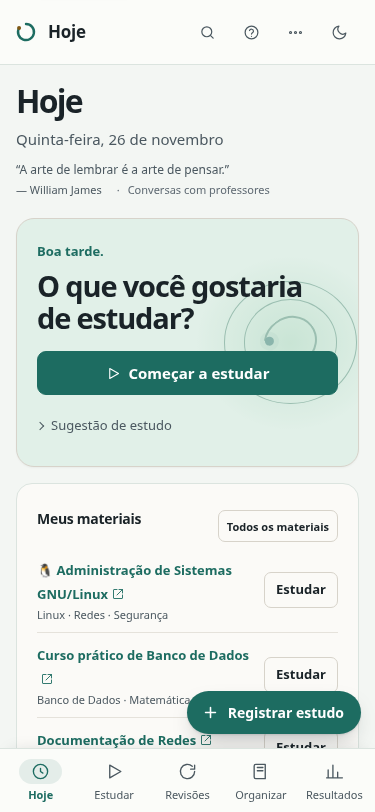 Hoje
Hoje
Quinta-feira, 26 de novembro
“A arte de lembrar é a arte de pensar.”
— William James · Conversas com professores
Boa tarde.
O que você gostaria
de estudar?
Começar a estudar
Sugestão de estudo
Meus materiais
Todos os materiais
Administração de Sistemas
GNU/Linux
Estudar
Linux · Redes · Segurança
Curso prático de Banco de Dados
Estudar
Banco de Dados · Matemática
Registrar estudo
Documentação de Redes
Estudar
Hoje
Estudar
Revisões
Organizar
Resultados